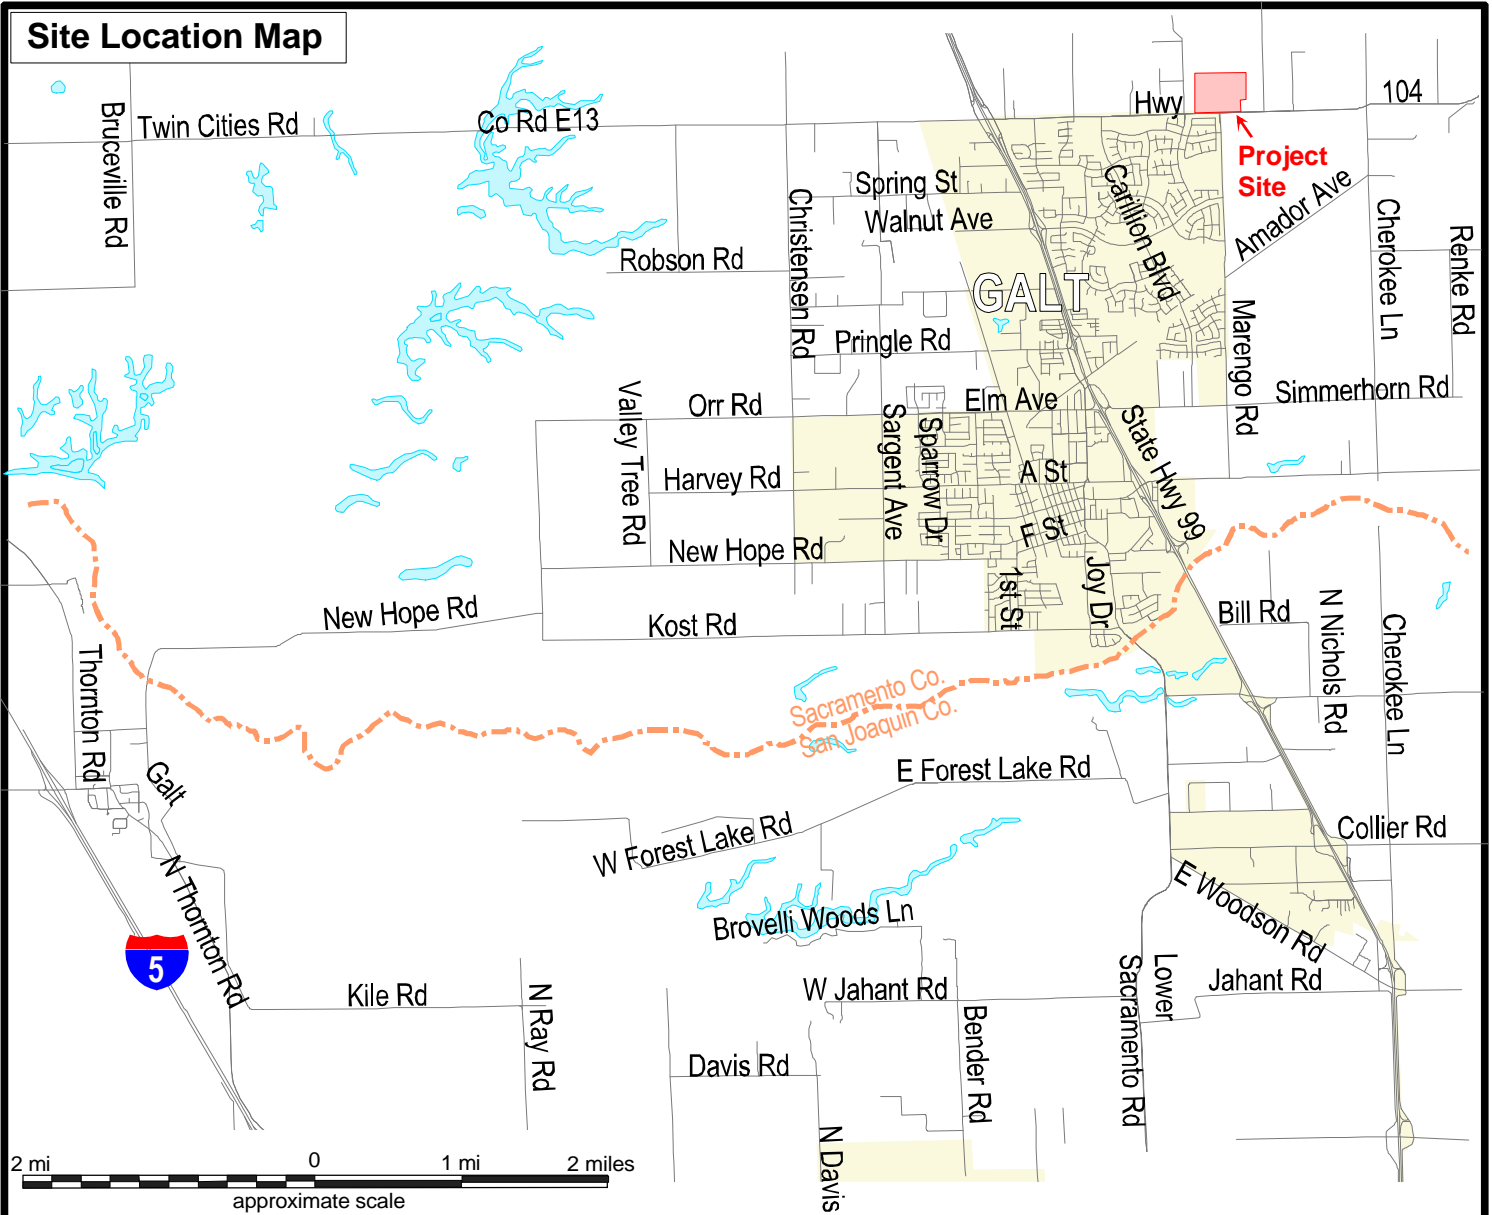 Site Location Map
Hwy
104
Co Rd E13
Twin Cities Rd
Bruceville Rd
Project
Site
Spring St
Walnut Ave
Carillion Blvd
Amador Ave
Christensen Rd
Cherokee Ln
Renke Rd
Robson Rd
GALT
Marengo Rd
Pringle Rd
Simmerhorn Rd
Elm Ave
Orr Rd
Valley Tree Rd
Sargent Ave
Sparrow Dr
State Hwy 99
Harvey Rd
A St
F St
New Hope Rd
1st St
Joy Dr
Bill Rd
N Nichols Rd
Cherokee Ln
New Hope Rd
Kost Rd
Thornton Rd
Sacramento Co.
San Joaquin Co.
Galt
E Forest Lake Rd
W Forest Lake Rd
Collier Rd
N Thornton Rd
E Woodson Rd
Brovelli Woods Ln
5
Kile Rd
N Ray Rd
W Jahant Rd
Bender Rd
Lower
Sacramento Rd
Jahant Rd
Davis Rd
N Davis
2 mi
0
1 mi
2 miles
approximate scale